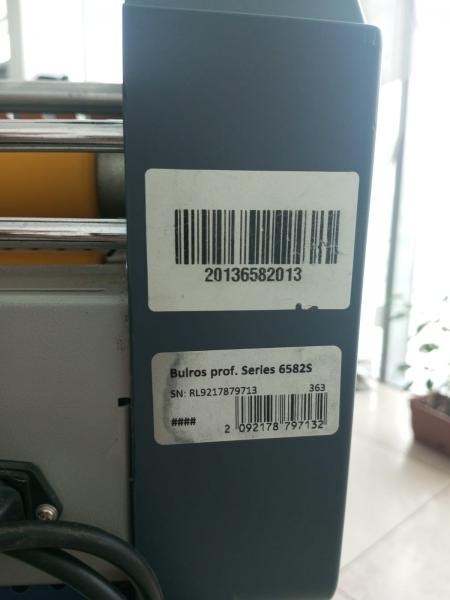 20136582013
Bulros prof. Series 6582S
SN: RL9217879713 363
####
2 092178 797132